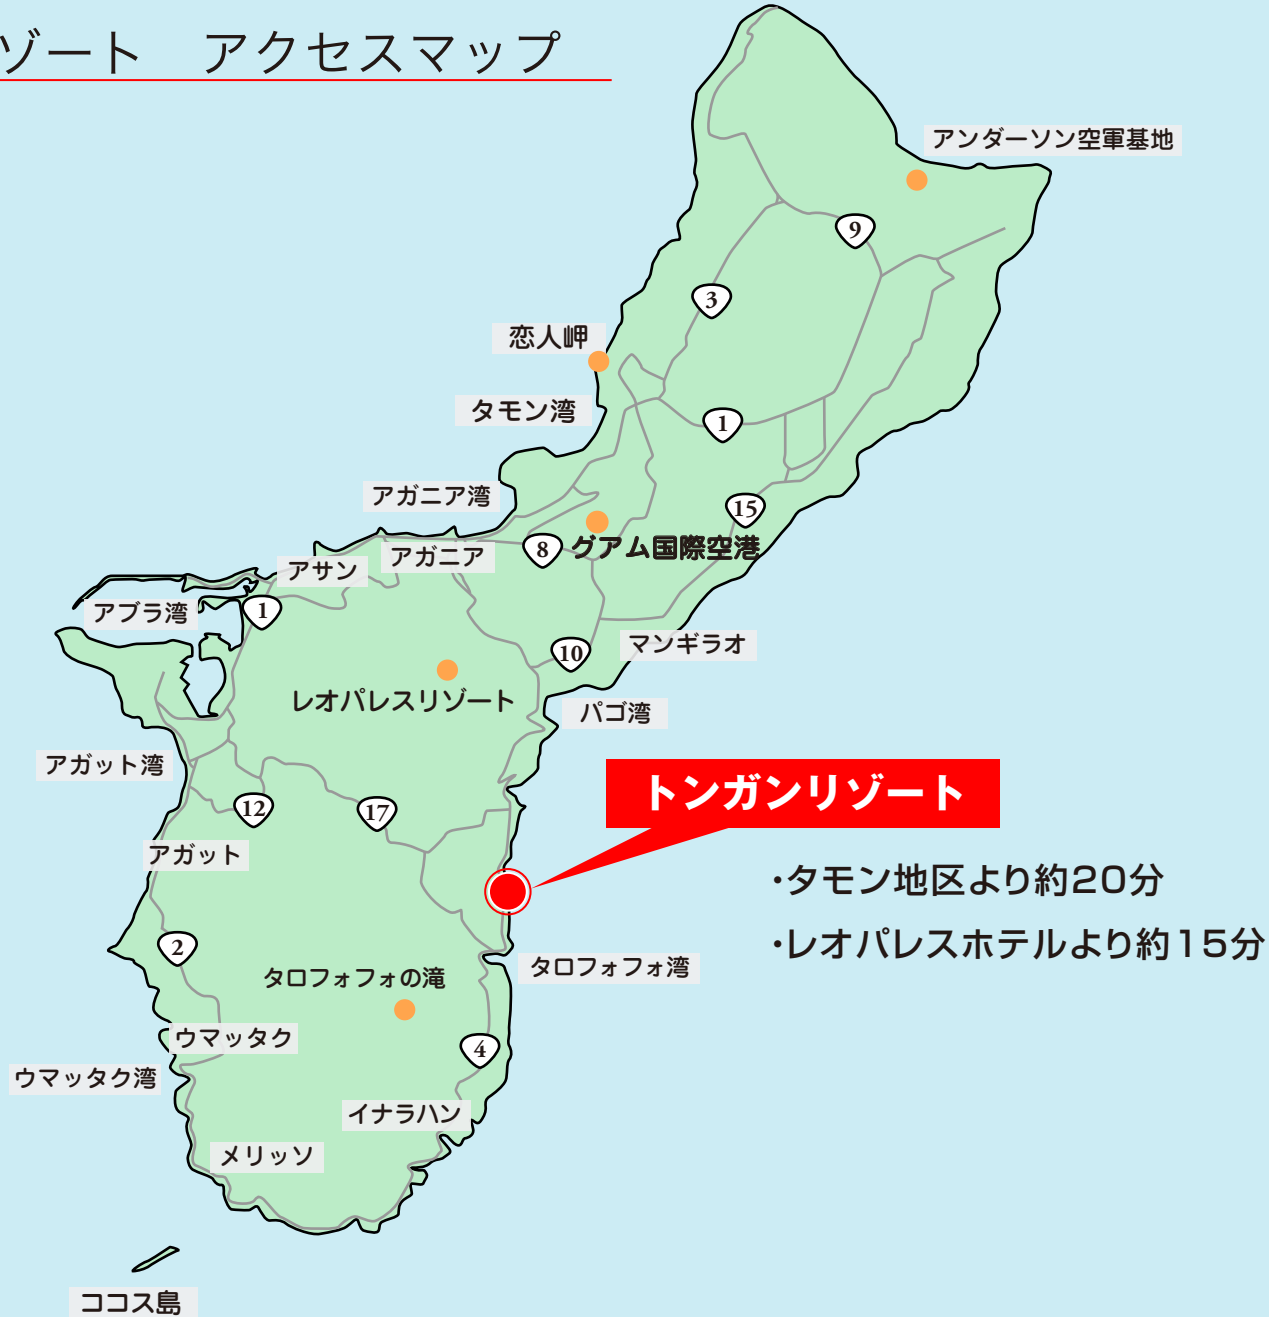 ゾート　アクセスマップ
アンダーソン空軍基地
9
3
恋人岬
タモン湾
1
アガニア湾
15
アガニア
8
グアム国際空港
アサン
アプラ湾
1
10
マンギラオ
レオパレスリゾート
パゴ湾
アガット湾
トンガンリゾート
12
17
アガット
・タモン地区より約20分
・レオパレスホテルより約15分
2
タロフォフォの滝
タロフォフォ湾
ウマッタク
4
ウマッタク湾
イナラハン
メリッソ
ココス島